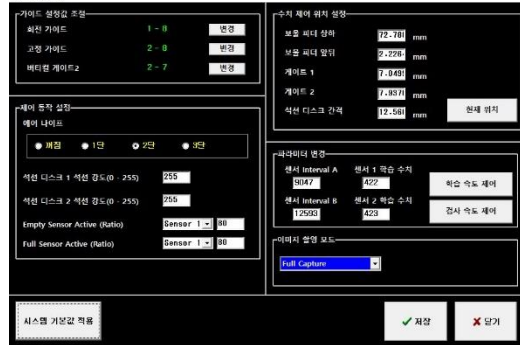 가이드 설정값 조절
회전 가이드 1 - 8 변경
고정 가이드 2 - 8 변경
버티컬 게이트2 2 - 7 변경
제어 동작 설정
에어 나이프
꺼짐 1단 2단 3단
석션 디스크 1 석션 강도(0 - 255) 255
석션 디스크 2 석션 강도(0 - 255) 255
Empty Sensor Active (Ratio) Sensor 1 80
Full Sensor Active (Ratio) Sensor 1 80
수치 제어 위치 설정
보울 피더 상하 72.70 mm
보울 피더 앞뒤 2.226 mm
게이트 1 7.049 mm
게이트 2 7.937 mm
석션 디스크 간격 12.56 mm
현재 위치
파라미터 변경
센서 Interval A 센서 1 학습 수치
9047 422 학습 속도 제어
센서 Interval B 센서 2 학습 수치
12593 423 검사 속도 제어
이미지 촬영 모드
Full Capture
시스템 기본값 적용
저장
닫기